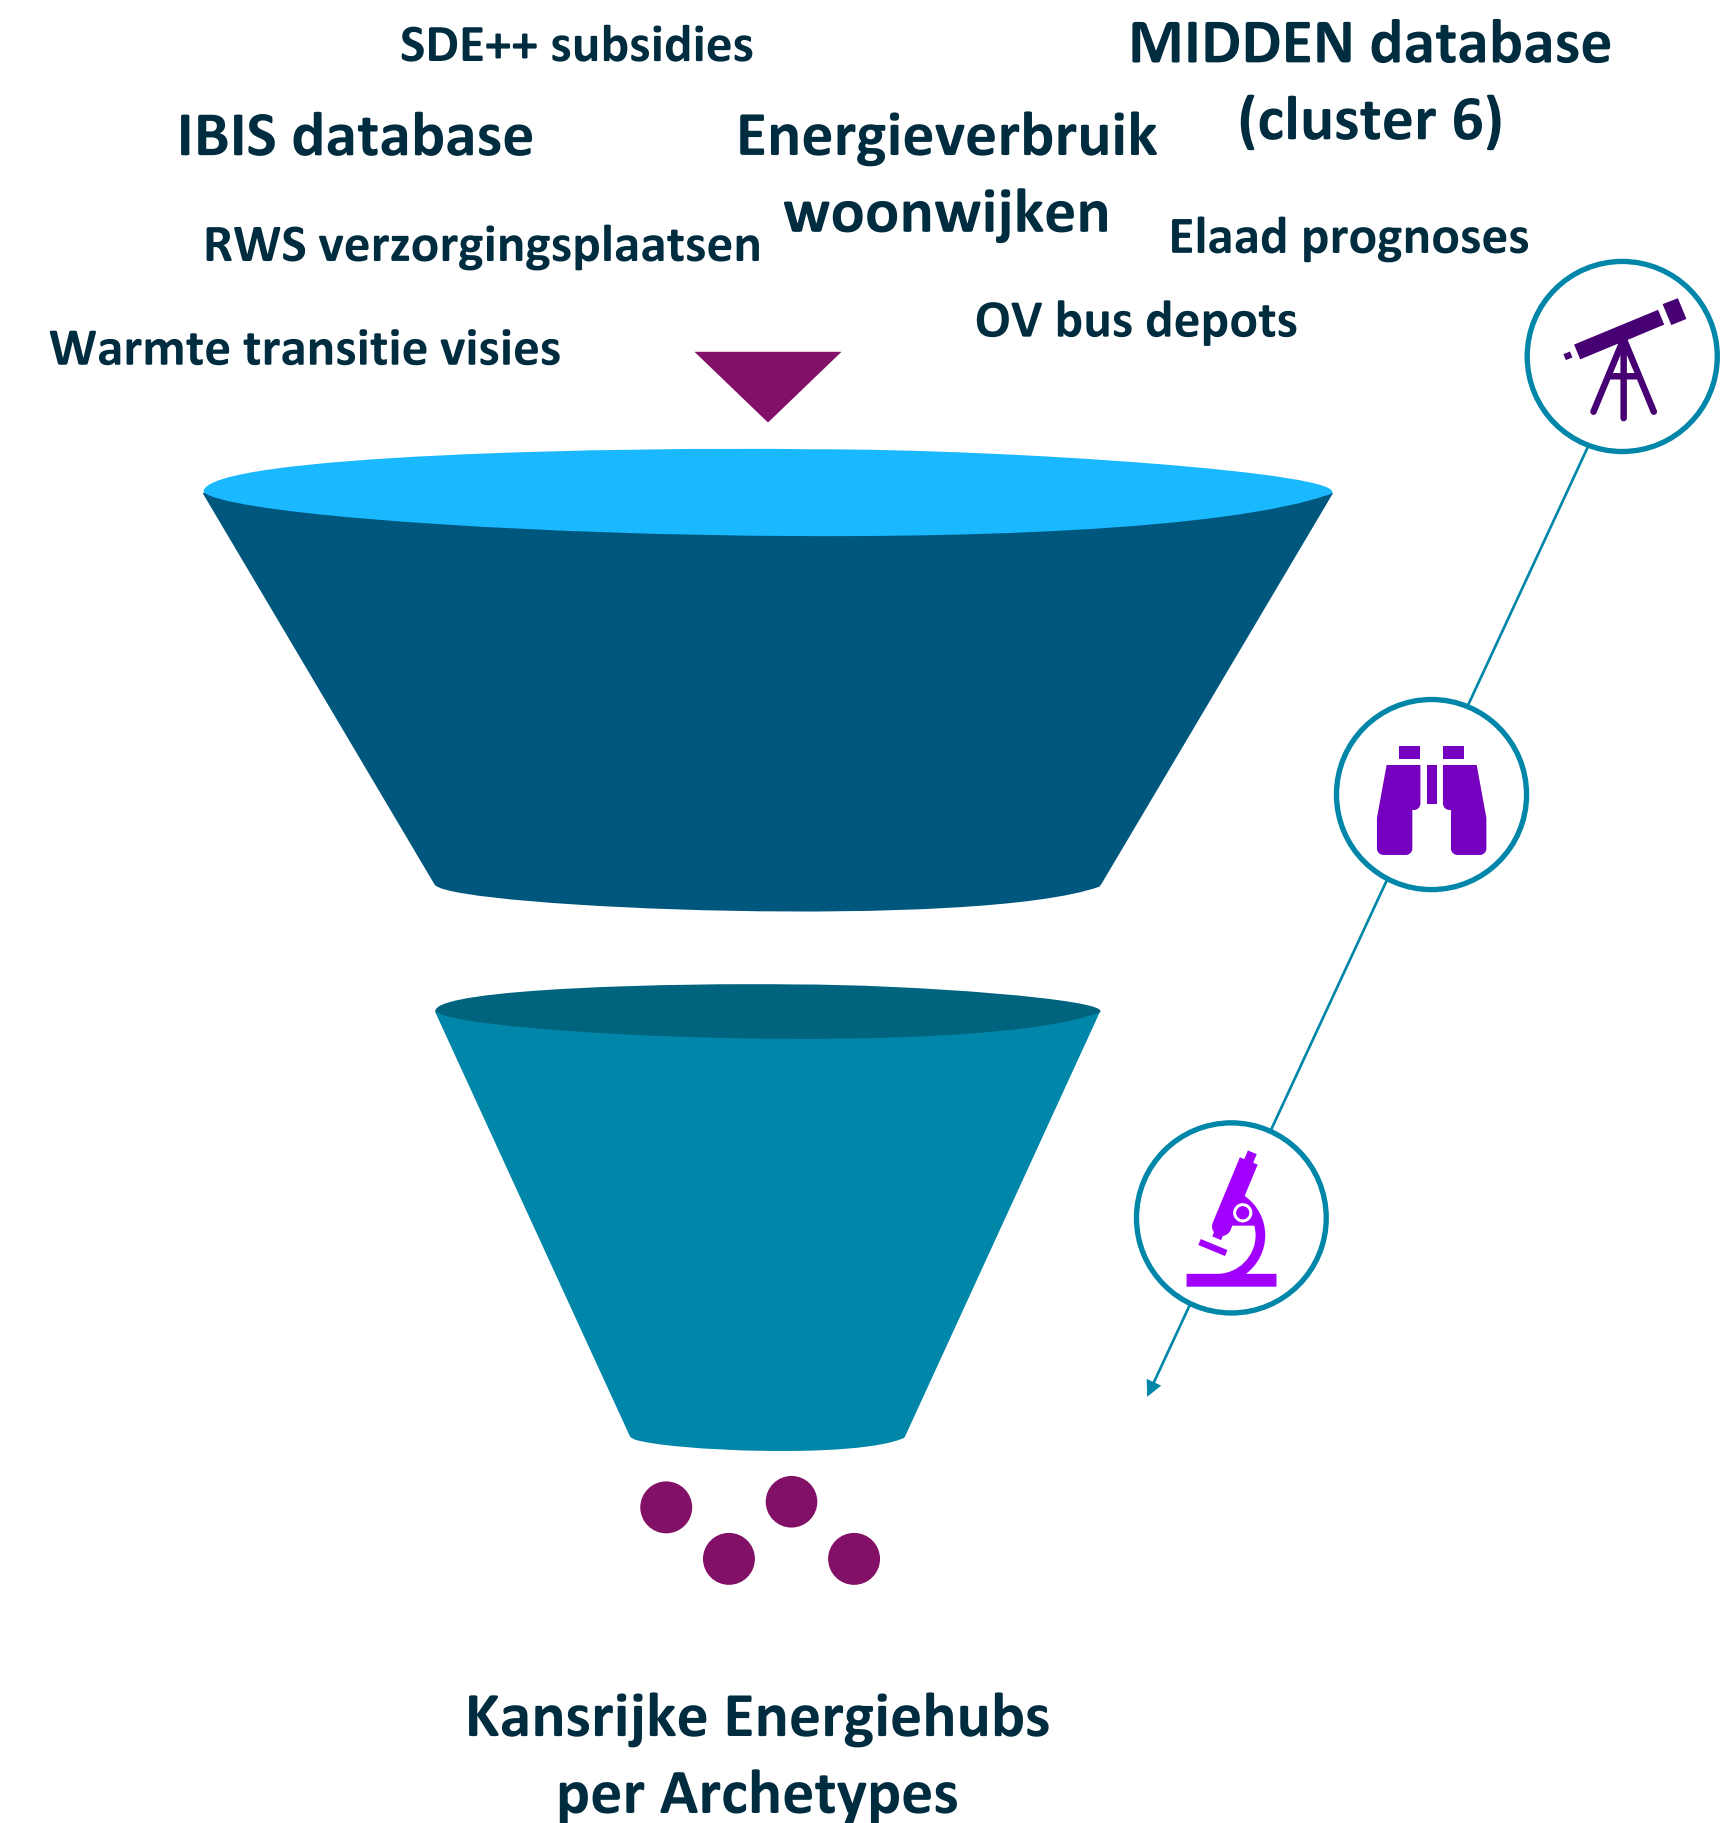 SDE++ subsidies
MIDDEN database
(cluster 6)
IBIS database
Energieverbruik
woonwijken
RWS verzorgingsplaatsen
Elaad prognoses
OV bus depots
Warmte transitie visies
Kansrijke Energiehubs
per Archetypes